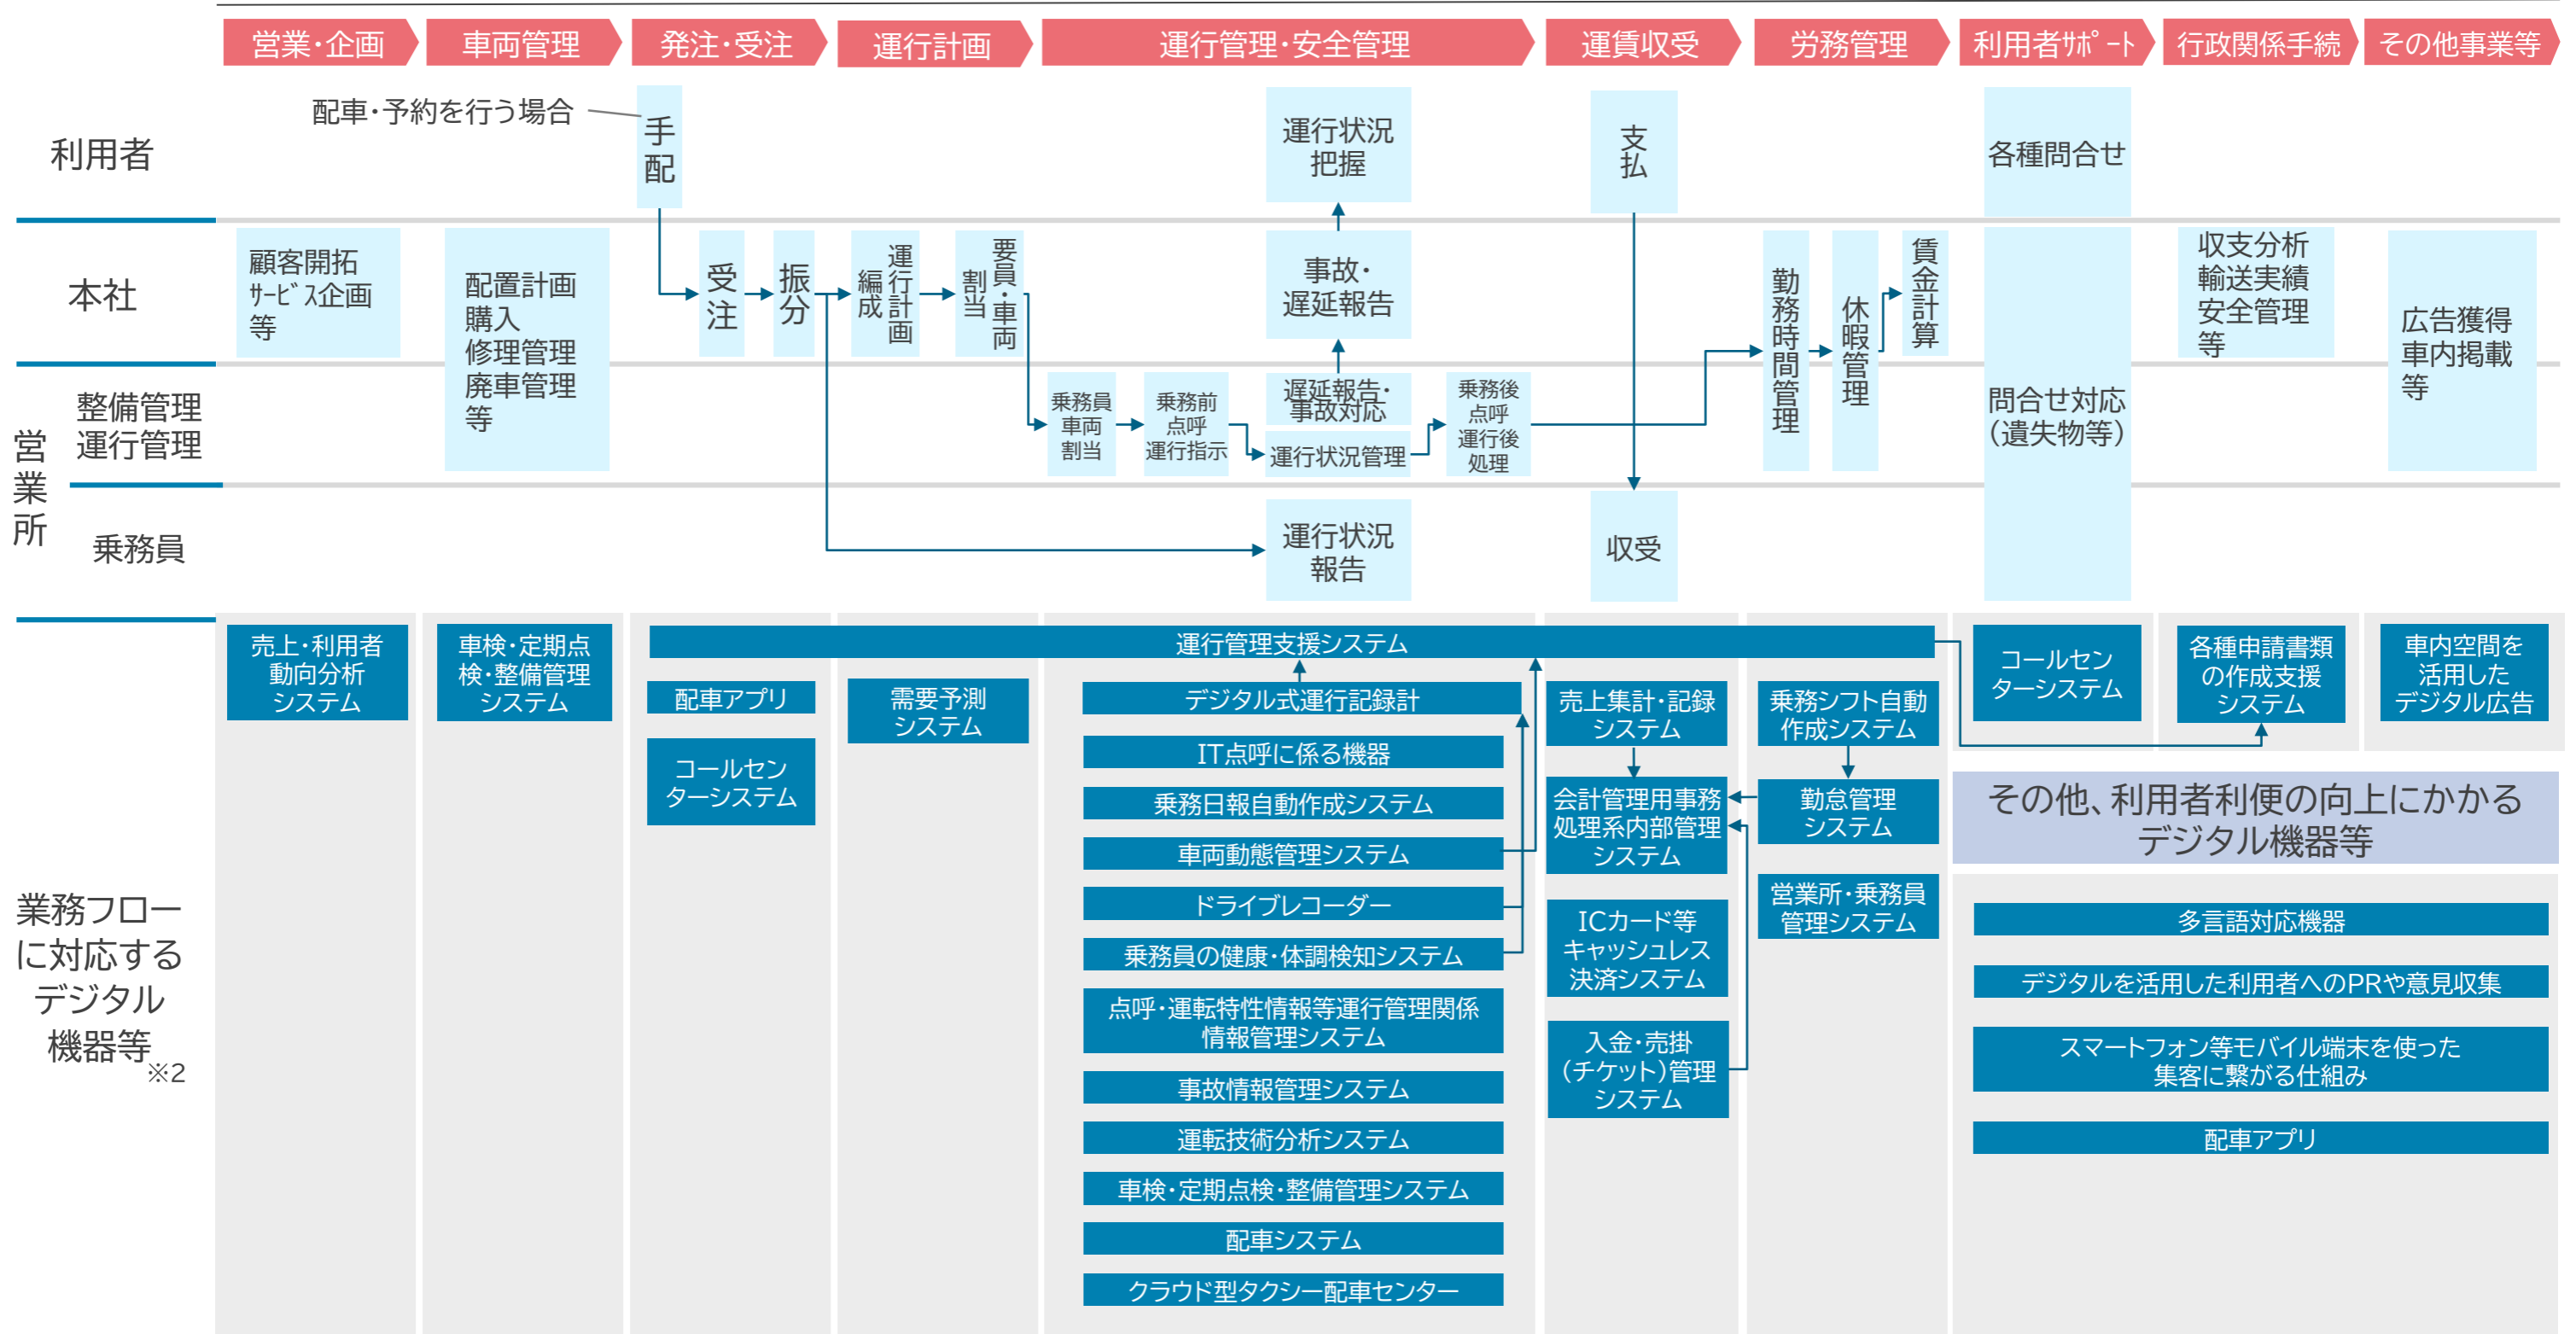 営業・企画
車両管理
発注・受注
運行計画
運行管理・安全管理
運賃収受
労務管理
利用者ｻﾎﾟｰﾄ
行政関係手続
その他事業等
利用者
配車・予約を行う場合
手配
運行状況
把握
支払
各種問合せ
本社
顧客開拓
ｻｰﾋﾞｽ企画
等
配置計画
購入
修理管理
廃車管理
等
受注
振分
運行計画
編成
要員・車両
割当
事故・
遅延報告
勤務時間管理
休暇管理
賃金計算
収支分析
輸送実績
安全管理
等
広告獲得
車内掲載
等
営業所
整備管理
運行管理
乗務員
車両
割当
乗務前
点呼
運行指示
遅延報告・
事故対応
運行状況管理
乗務後
点呼
運行後
処理
問合せ対応
（遺失物等）
乗務員
運行状況
報告
収受
業務フロー
に対応する
デジタル
機器等
※2
売上・利用者
動向分析
システム
車検・定期点
検・整備管理
システム
運行管理支援システム
配車アプリ
コールセン
ターシステム
需要予測
システム
デジタル式運行記録計
IT点呼に係る機器
乗務日報自動作成システム
車両動態管理システム
ドライブレコーダー
乗務員の健康・体調検知システム
点呼・運転特性情報等運行管理関係
情報管理システム
事故情報管理システム
運転技術分析システム
車検・定期点検・整備管理システム
配車システム
クラウド型タクシー配車センター
売上集計・記録
システム
会計管理用事務
処理系内部管理
システム
ICカード等
キャッシュレス
決済システム
入金・売掛
（チケット）管理
システム
乗務シフト自動
作成システム
勤怠管理
システム
営業所・乗務員
管理システム
コールセン
ターシステム
各種申請書類
の作成支援
システム
車内空間を
活用した
デジタル広告
その他、利用者利便の向上にかかる
デジタル機器等
多言語対応機器
デジタルを活用した利用者へのPRや意見収集
スマートフォン等モバイル端末を使った
集客に繋がる仕組み
配車アプリ